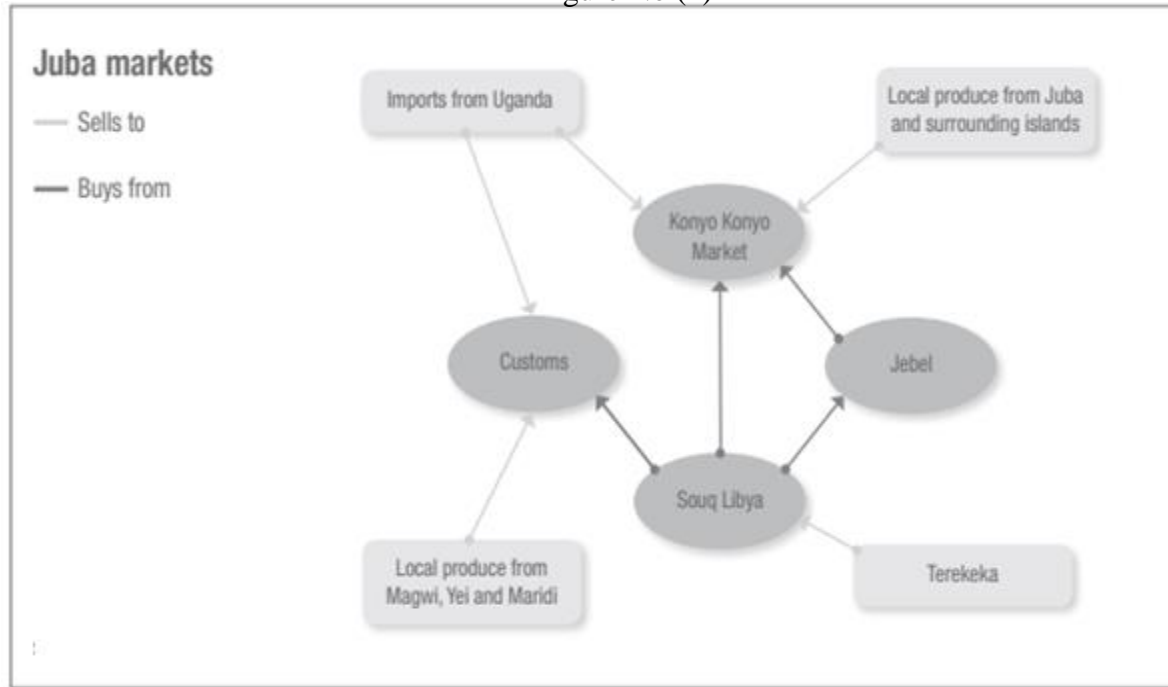 Juba markets
Sells to
Buys from
Imports from Uganda
Local produce from Juba
and surrounding islands
Konyo Konyo
Market
Customs
Jebel
Souq Libya
Local produce from
Magwi, Yei and Maridi
Terekeka